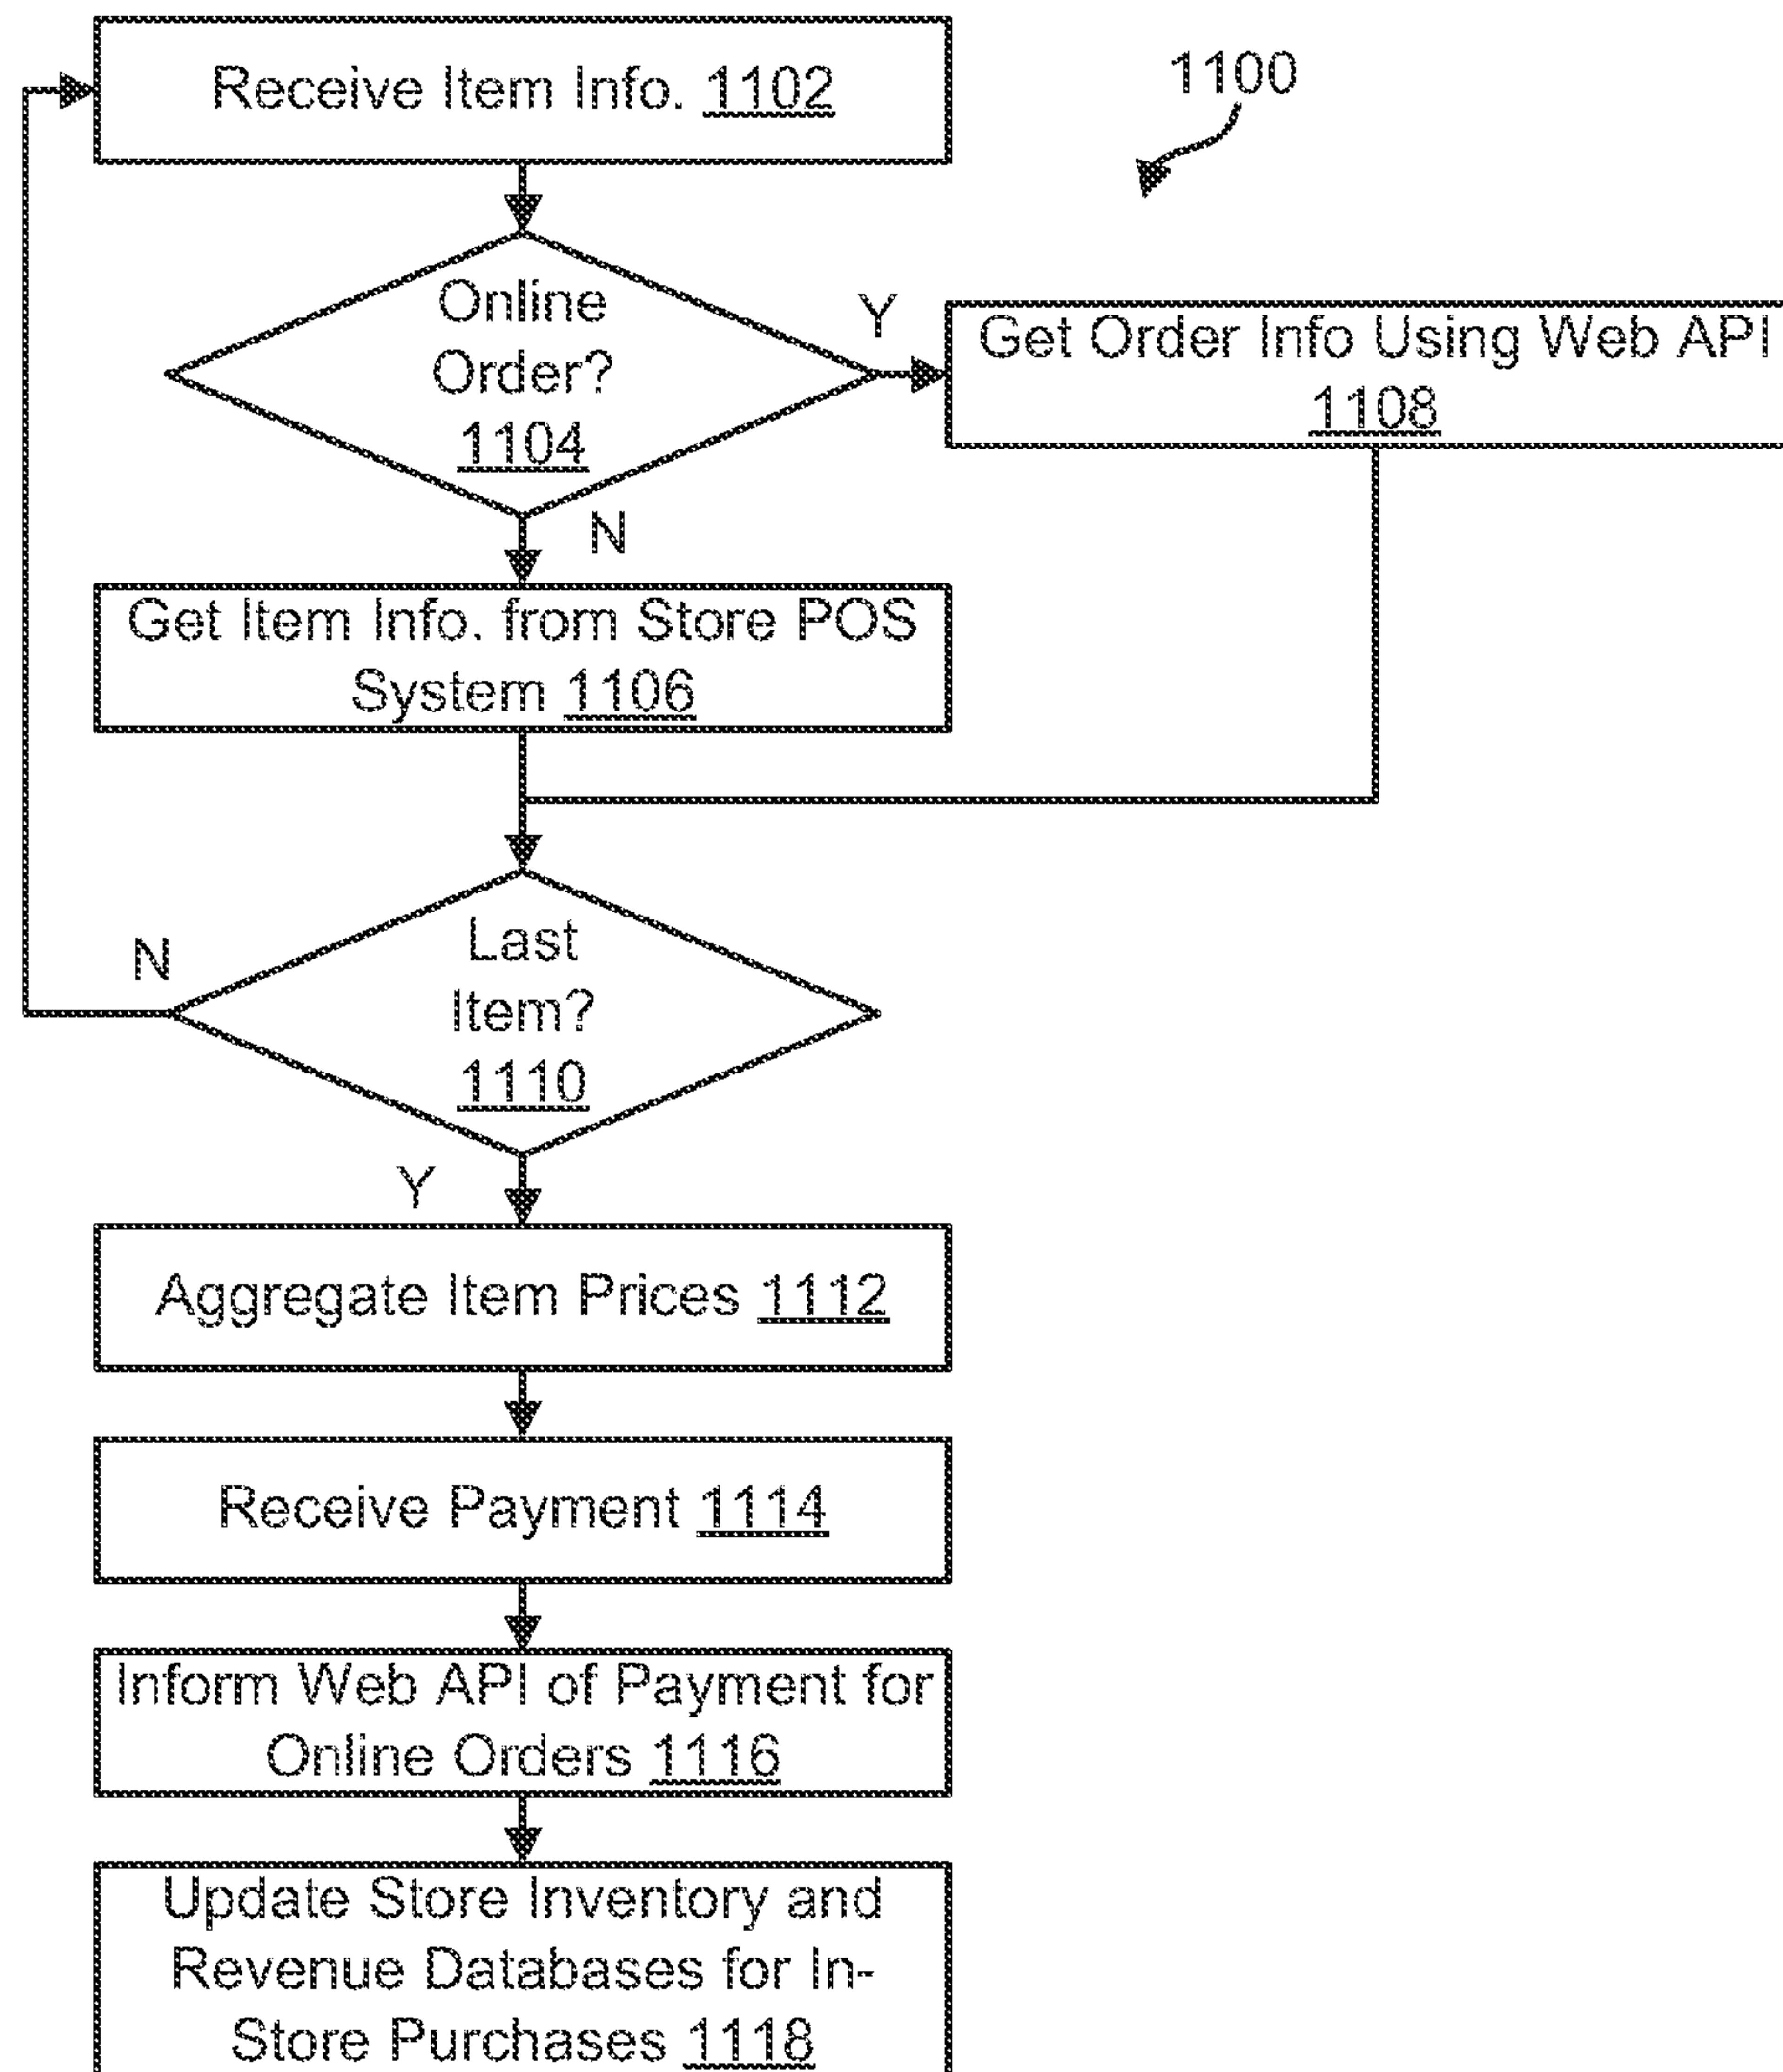 Receive Item Info. 1102
1100
Online
Order?
1104
Y
Get Order Info Using Web API
1108
N
Get Item Info. from Store POS
System 1106
Last
Item?
1110
N
Y
Aggregate Item Prices 1112
Receive Payment 1114
Inform Web API of Payment for
Online Orders 1116
Update Store Inventory and
Revenue Databases for In-
Store Purchases 1118